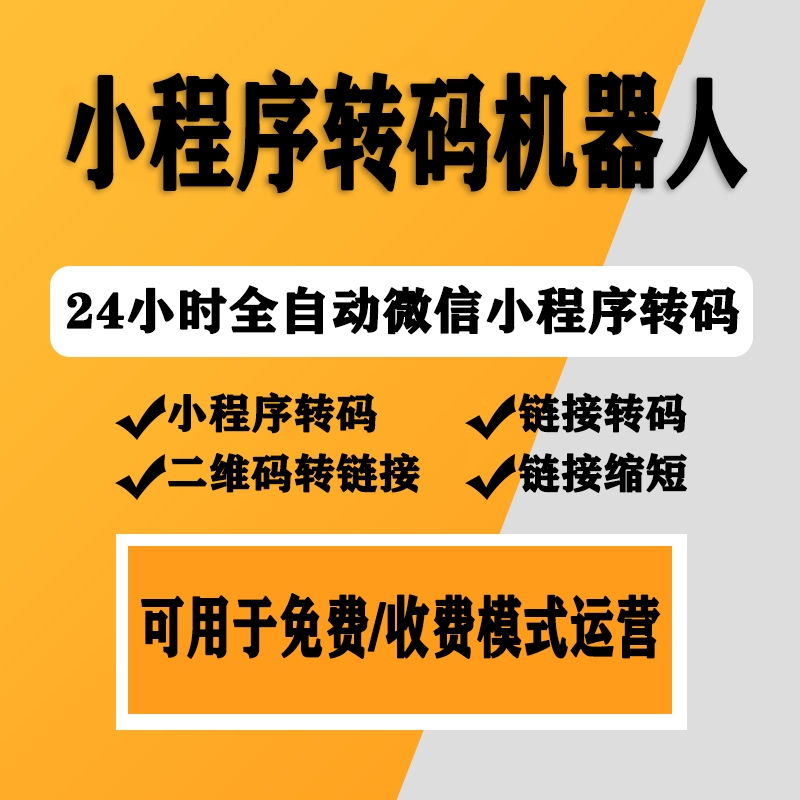 小程序转码机器人
24小时全自动微信小程序转码
小程序转码
链接转码
二维码转链接
链接缩短
可用于免费/收费模式运营